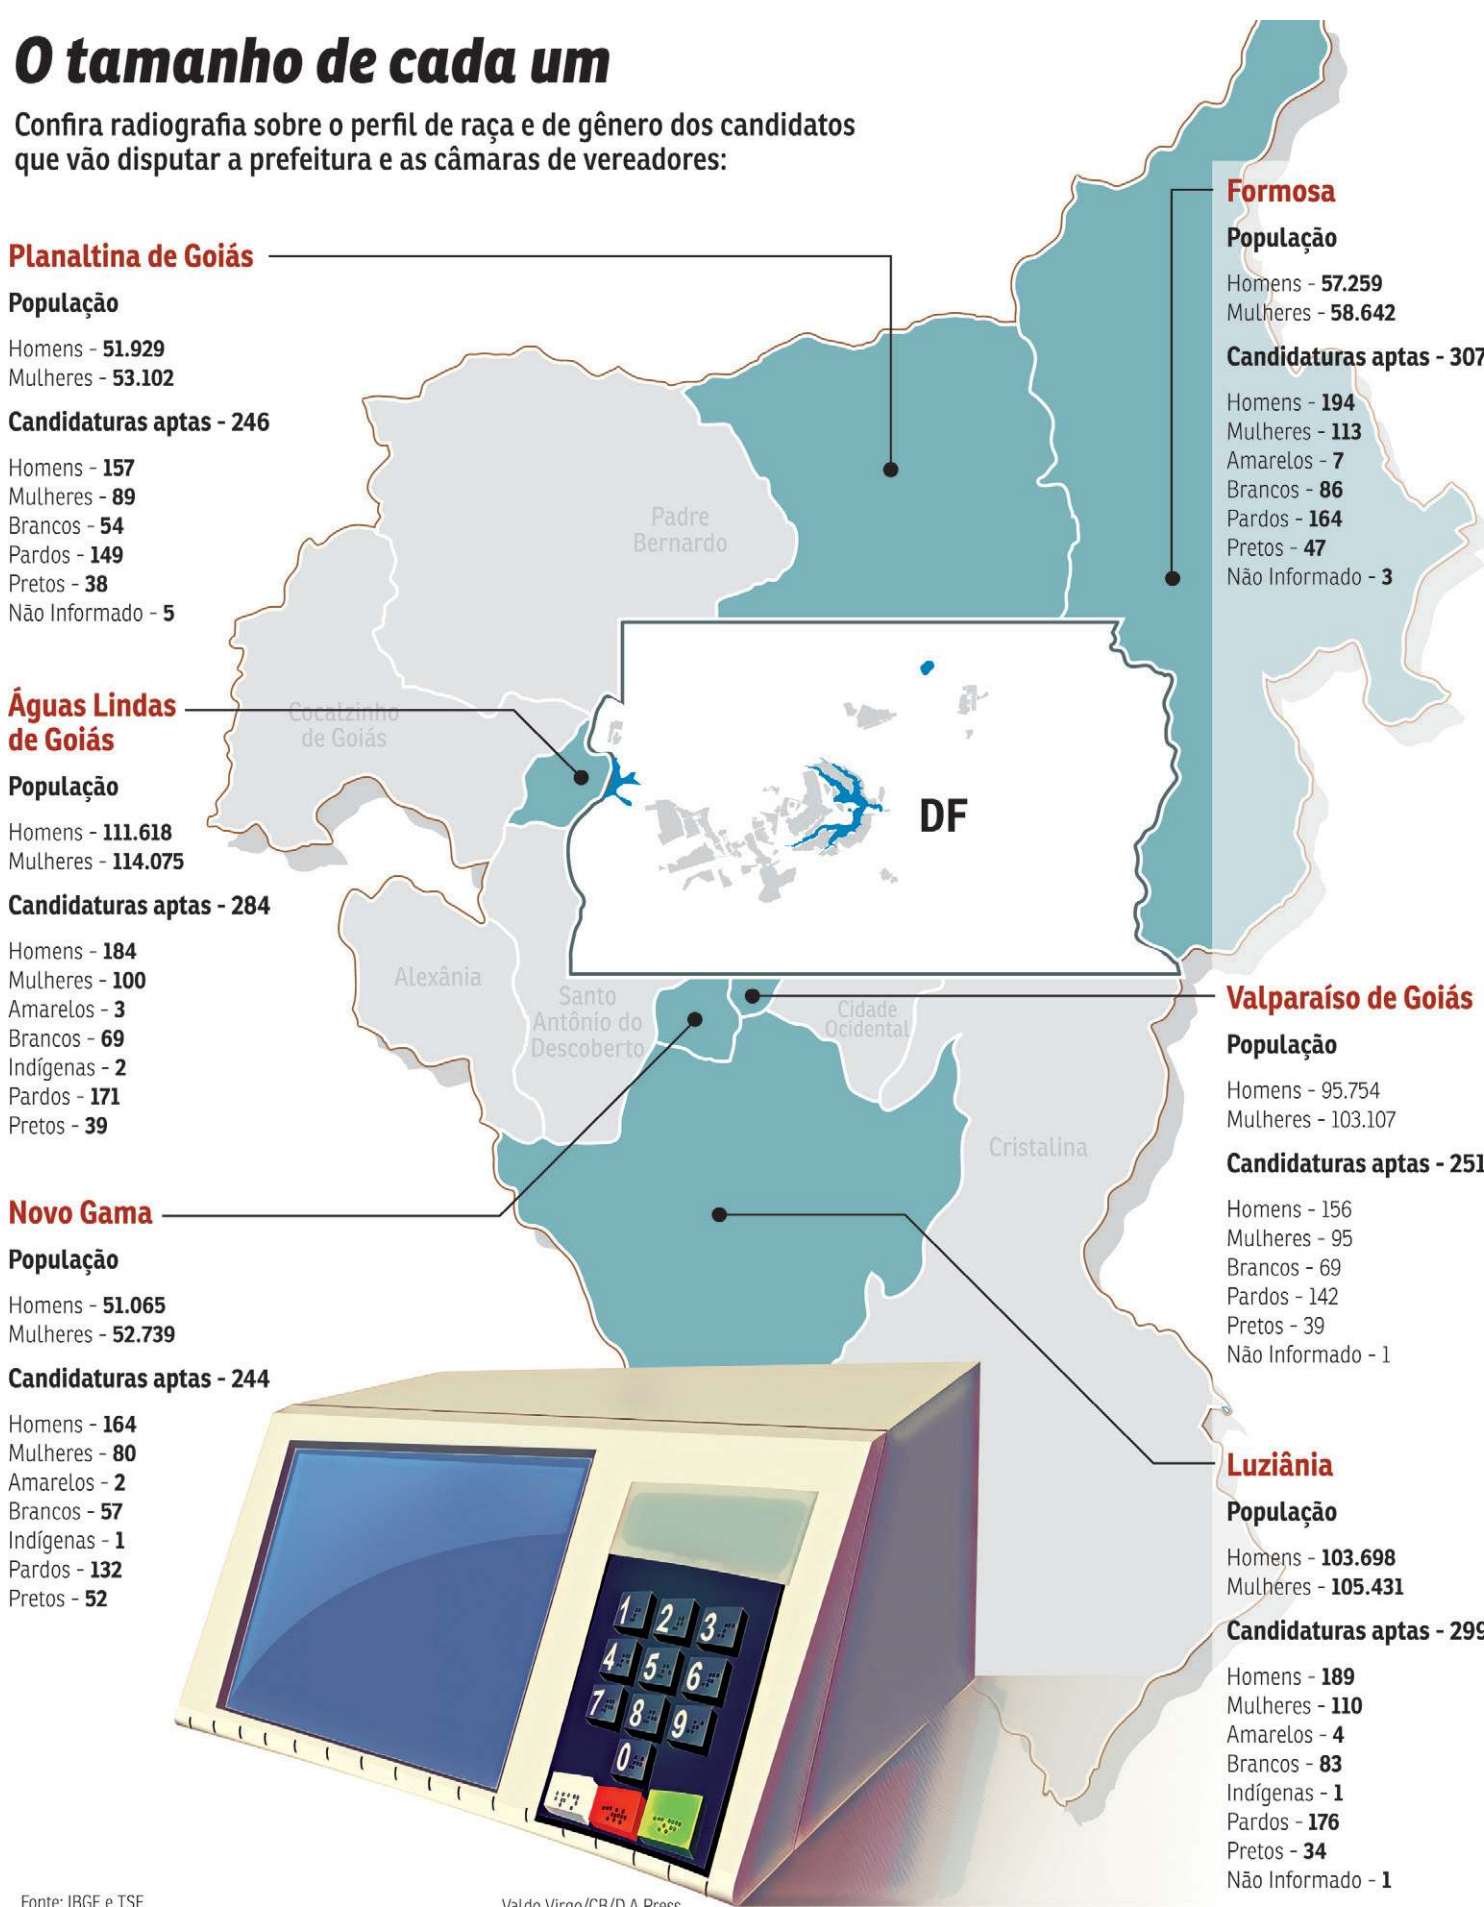 O tamanho de cada um
Confira radiografia sobre o perfil de raça e de gênero dos candidatos
que vão disputar a prefeitura e as câmaras de vereadores:
Planaltina de Goiás
População
Homens - 51.929
Mulheres - 53.102
Candidaturas aptas - 246
Homens - 157
Mulheres - 89
Brancos - 54
Pardos - 149
Pretos - 38
Não Informado - 5
Águas Lindas
de Goiás
População
Homens - 111.618
Mulheres - 114.075
Candidaturas aptas - 284
Homens - 184
Mulheres - 100
Amarelos - 3
Brancos - 69
Indígenas - 2
Pardos - 171
Pretos - 39
Novo Gama
População
Homens - 51.065
Mulheres - 52.739
Candidaturas aptas - 244
Homens - 164
Mulheres - 80
Amarelos - 2
Brancos - 57
Indígenas - 1
Pardos - 132
Pretos - 52
Padre
Bernardo
Cocalzinho
de Goiás
Alexânia
Santo
Antônio do
Descoberto
DF
Cidade
Ocidental
Cristalina
1 2 3
4 5 6
7 8 9
0
Formosa
População
Homens - 57.259
Mulheres - 58.642
Candidaturas aptas - 307
Homens - 194
Mulheres - 113
Amarelos - 7
Brancos - 86
Pardos - 164
Pretos - 47
Não Informado - 3
Valparaíso de Goiás
População
Homens - 95.754
Mulheres - 103.107
Candidaturas aptas - 251
Homens - 156
Mulheres - 95
Brancos - 69
Pardos - 142
Pretos - 39
Não Informado - 1
Luziânia
População
Homens - 103.698
Mulheres - 105.431
Candidaturas aptas - 299
Homens - 189
Mulheres - 110
Amarelos - 4
Brancos - 83
Indígenas - 1
Pardos - 176
Pretos - 34
Não Informado - 1
Fonte: IBGE e TSE
Valdo Virgo/CB/D.A Press